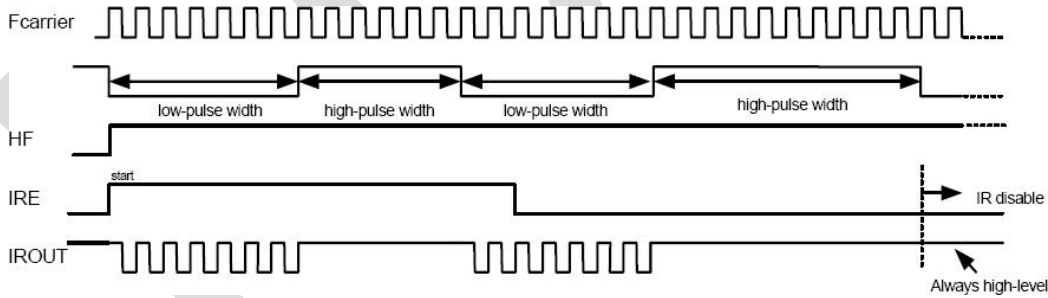 Fcarrier
low-pulse width
high-pulse width
low-pulse width
high-pulse width
HF
start
IRE
IR disable
IROUT
Always high-level